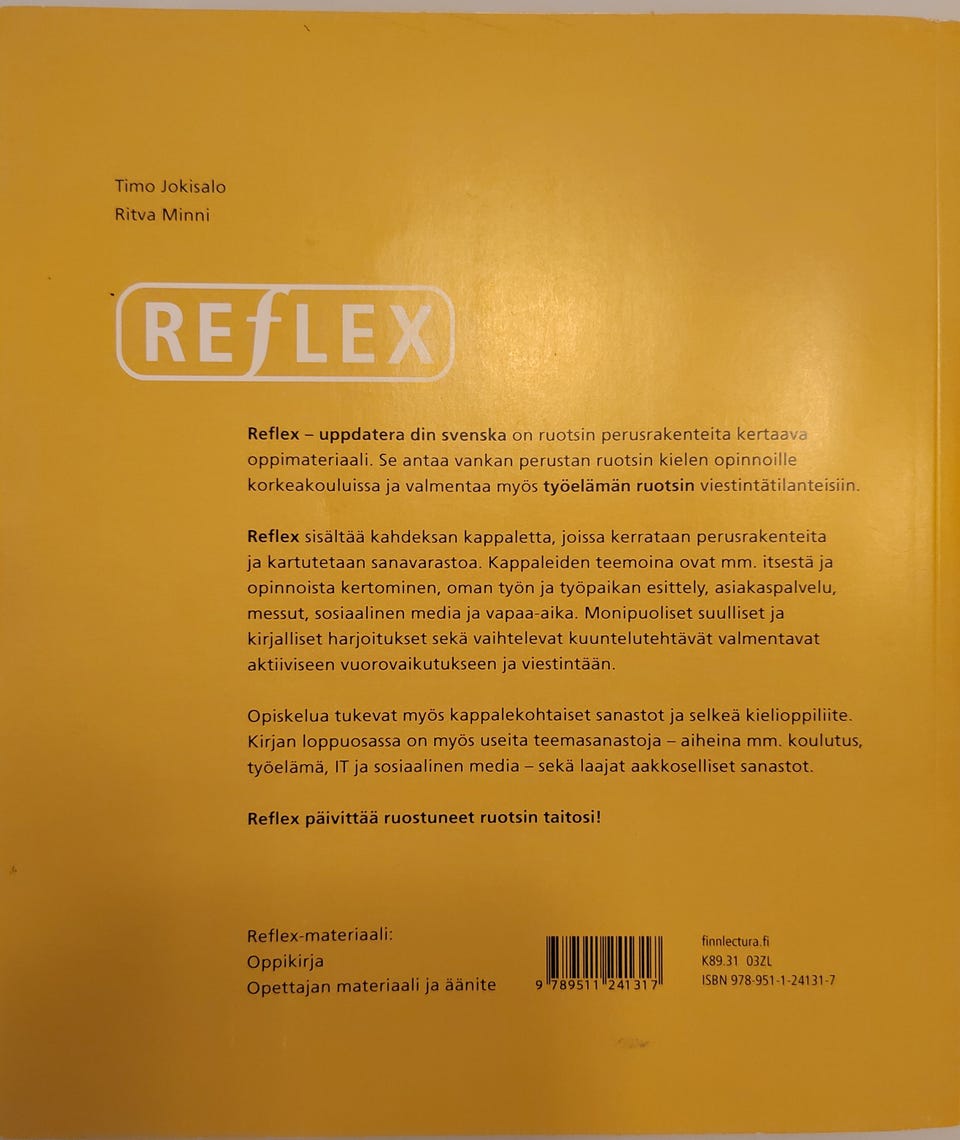 Timo Jokisalo
Ritva Minni
REfLEX
Reflex – uppdatera din svenska on ruotsin perusrakenteita kertaava
oppimateriaali. Se antaa vankan perustan ruotsin kielen opinnoille
korkeakouluissa ja valmentaa myös työelämän ruotsin viestintätilanteisiin.
Reflex sisältää kahdeksan kappaletta, joissa kerrataan perusrakenteita
ja kartutetaan sanavarastoa. Kappaleiden teemoina ovat mm. itsestä ja
opinnoista kertominen, oman työn ja työpaikan esittely, asiakaspalvelu,
messut, sosiaalinen media ja vapaa-aika. Monipuoliset suulliset ja
kirjalliset harjoitukset sekä vaihtelevat kuuntelutehtävät valmentavat
aktiiviseen vuorovaikutukseen ja viestintään.
Opiskelua tukevat myös kappalekohtaiset sanastot ja selkeä kielioppiliite.
Kirjan loppuosassa on myös useita teemasanastoja – aiheina mm. koulutus,
työelämä, IT ja sosiaalinen media – sekä laajat aakkoselliset sanastot.
Reflex päivittää ruostuneet ruotsin taitosi!
Reflex-materiaali:
Oppikirja
Opettajan materiaali ja äänite
9 789511 241317
finnlectura.fi
K89.31 03ZL
ISBN 978-951-1-24131-7